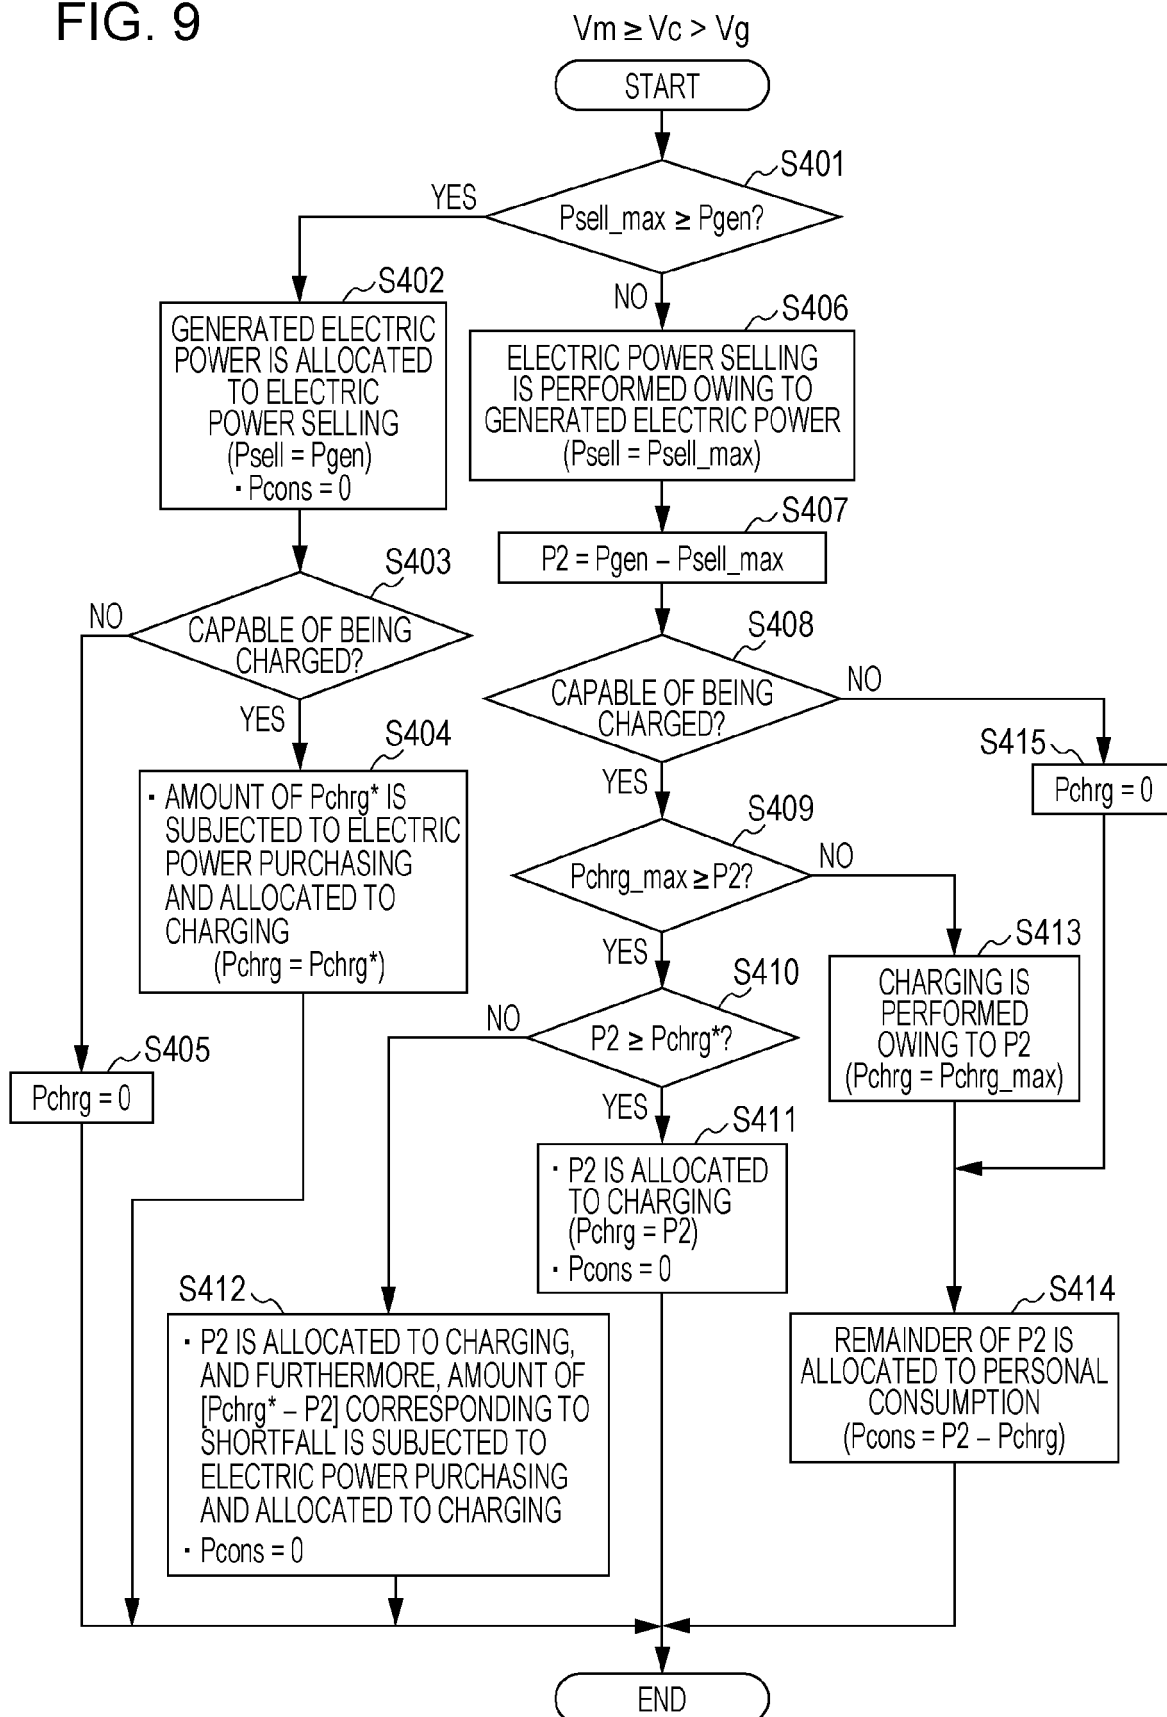 FIG. 9
Vm ≥ Vc > Vg
START
S401
YES
Psell_max ≥ Pgen?
NO
S402
GENERATED ELECTRIC
POWER IS ALLOCATED
TO ELECTRIC
POWER SELLING
(Psell = Pgen)
· Pcons = 0
S406
ELECTRIC POWER SELLING
IS PERFORMED OWING TO
GENERATED ELECTRIC POWER
(Psell = Psell_max)
S407
P2 = Pgen – Psell_max
S403
NO
CAPABLE OF BEING
CHARGED?
YES
S408
NO
CAPABLE OF BEING
CHARGED?
YES
S404
· AMOUNT OF Pchrg* IS
SUBJECTED TO ELECTRIC
POWER PURCHASING
AND ALLOCATED TO
CHARGING
(Pchrg = Pchrg*)
S415
Pchrg = 0
S409
NO
Pchrg_max ≥ P2?
YES
S413
CHARGING IS
PERFORMED
OWING TO P2
(Pchrg = Pchrg_max)
S410
NO
P2 ≥ Pchrg*?
YES
S405
Pchrg = 0
S411
· P2 IS ALLOCATED
TO CHARGING
(Pchrg = P2)
· Pcons = 0
S412
· P2 IS ALLOCATED TO CHARGING,
AND FURTHERMORE, AMOUNT OF
[Pchrg* – P2] CORRESPONDING TO
SHORTFALL IS SUBJECTED TO
ELECTRIC POWER PURCHASING
AND ALLOCATED TO CHARGING
· Pcons = 0
S414
REMAINDER OF P2 IS
ALLOCATED TO PERSONAL
CONSUMPTION
(Pcons = P2 – Pchrg)
END